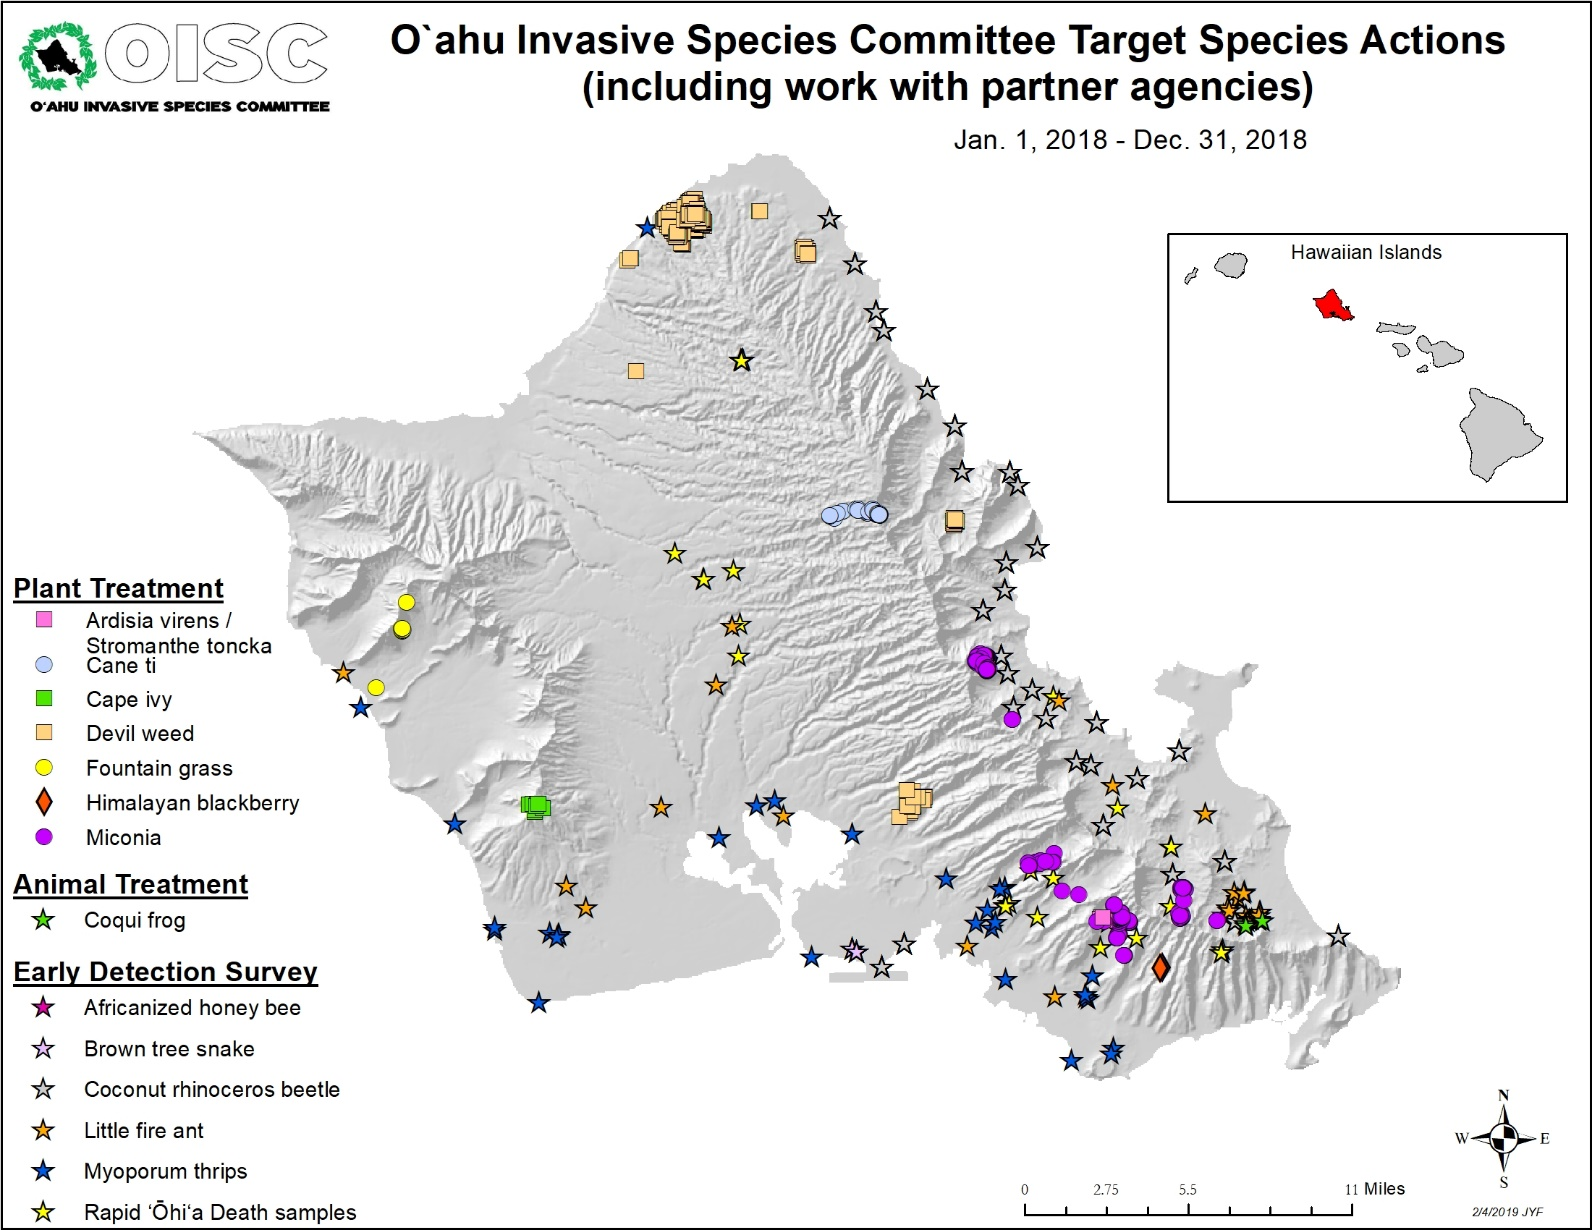 OISC
O'AHU INVASIVE SPECIES COMMITTEE
O`ahu Invasive Species Committee Target Species Actions
(including work with partner agencies)
Jan. 1, 2018 - Dec. 31, 2018
Hawaiian Islands
Plant Treatment
Ardisia virens /
Stromanthe toncka
Cane ti
Cape ivy
Devil weed
Fountain grass
Himalayan blackberry
Miconia
Animal Treatment
Coqui frog
Early Detection Survey
Africanized honey bee
Brown tree snake
Coconut rhinoceros beetle
Little fire ant
Myoporum thrips
Rapid ʻŌhiʻa Death samples
N
W E
S
0 2.75 5.5 11 Miles
2/4/2019 JYF